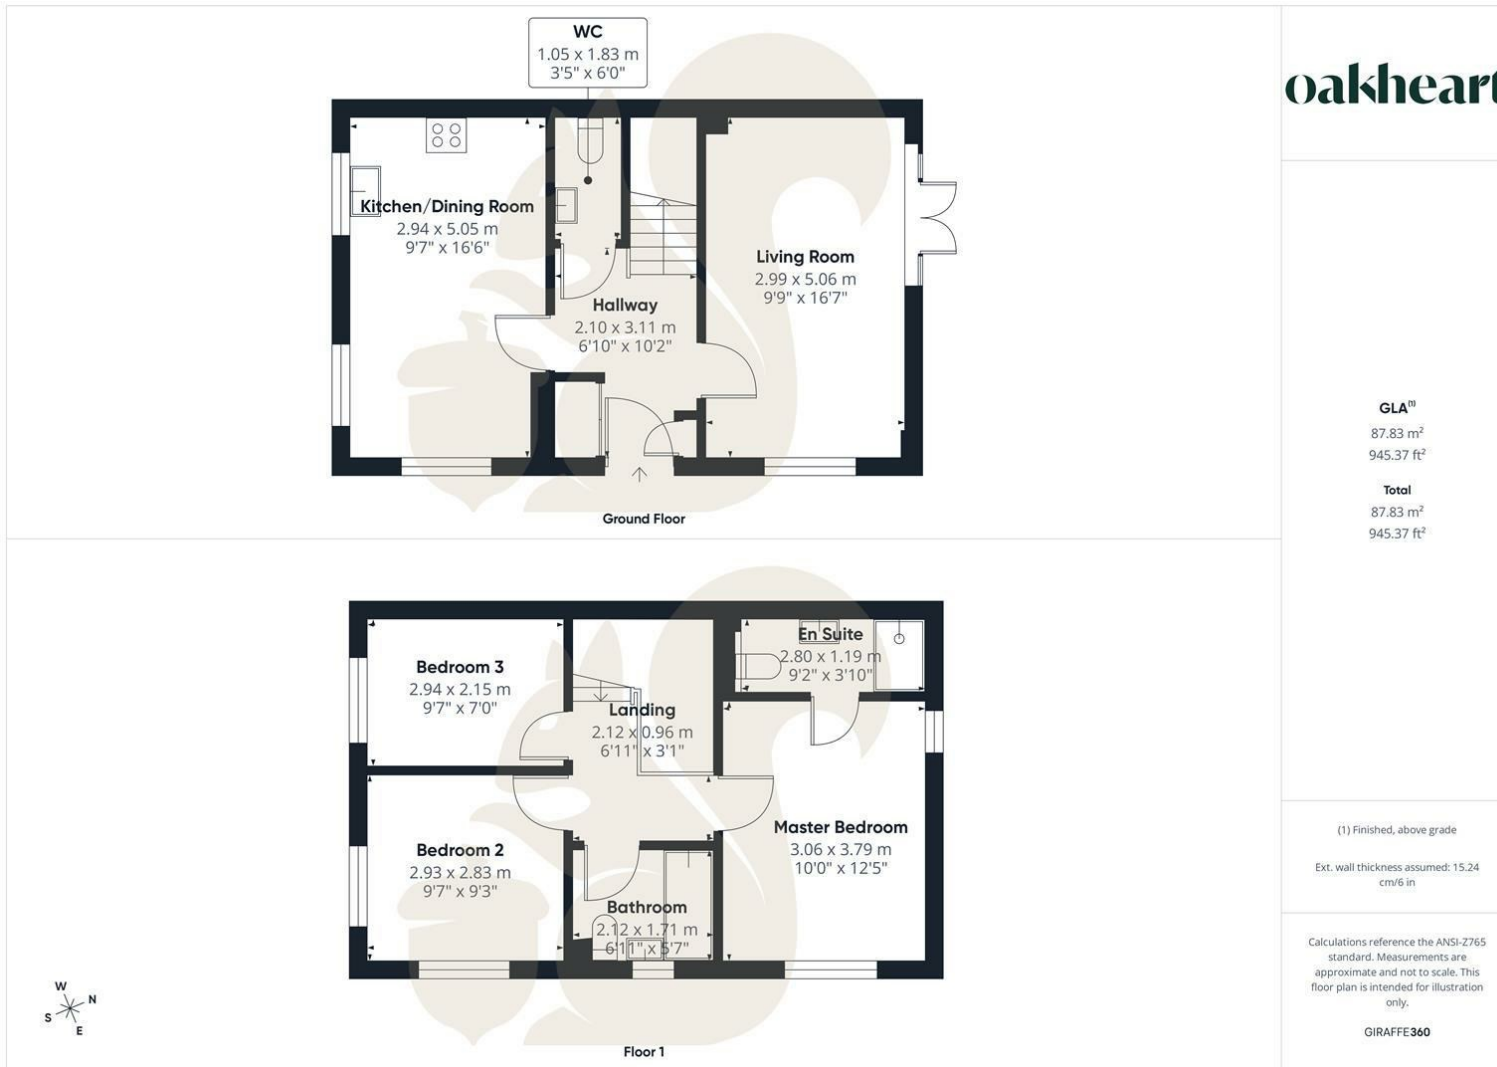 WC
1.05 x 1.83 m
3'5" x 6'0"
Kitchen/Dining Room
2.94 x 5.05 m
9'7" x 16'6"
Living Room
2.99 x 5.06 m
9'9" x 16'7"
Hallway
2.10 x 3.11 m
6'10" x 10'2"
Ground Floor
Bedroom 3
2.94 x 2.15 m
9'7" x 7'0"
En Suite
2.80 x 1.19 m
9'2" x 3'10"
Landing
2.12 x 0.96 m
6'11" x 3'1"
Bedroom 2
2.93 x 2.83 m
9'7" x 9'3"
Master Bedroom
3.06 x 3.79 m
10'0" x 12'5"
Bathroom
2.12 x 1.71 m
6'11" x 5'7"
Floor 1
W
N
S
E
oakheart
GLA(1)
87.83 m²
945.37 ft²
Total
87.83 m²
945.37 ft²
(1) Finished, above grade
Ext. wall thickness assumed: 15.24
cm/6 in
Calculations reference the ANSI-Z765
standard. Measurements are
approximate and not to scale. This
floor plan is intended for illustration
only.
GIRAFFE360